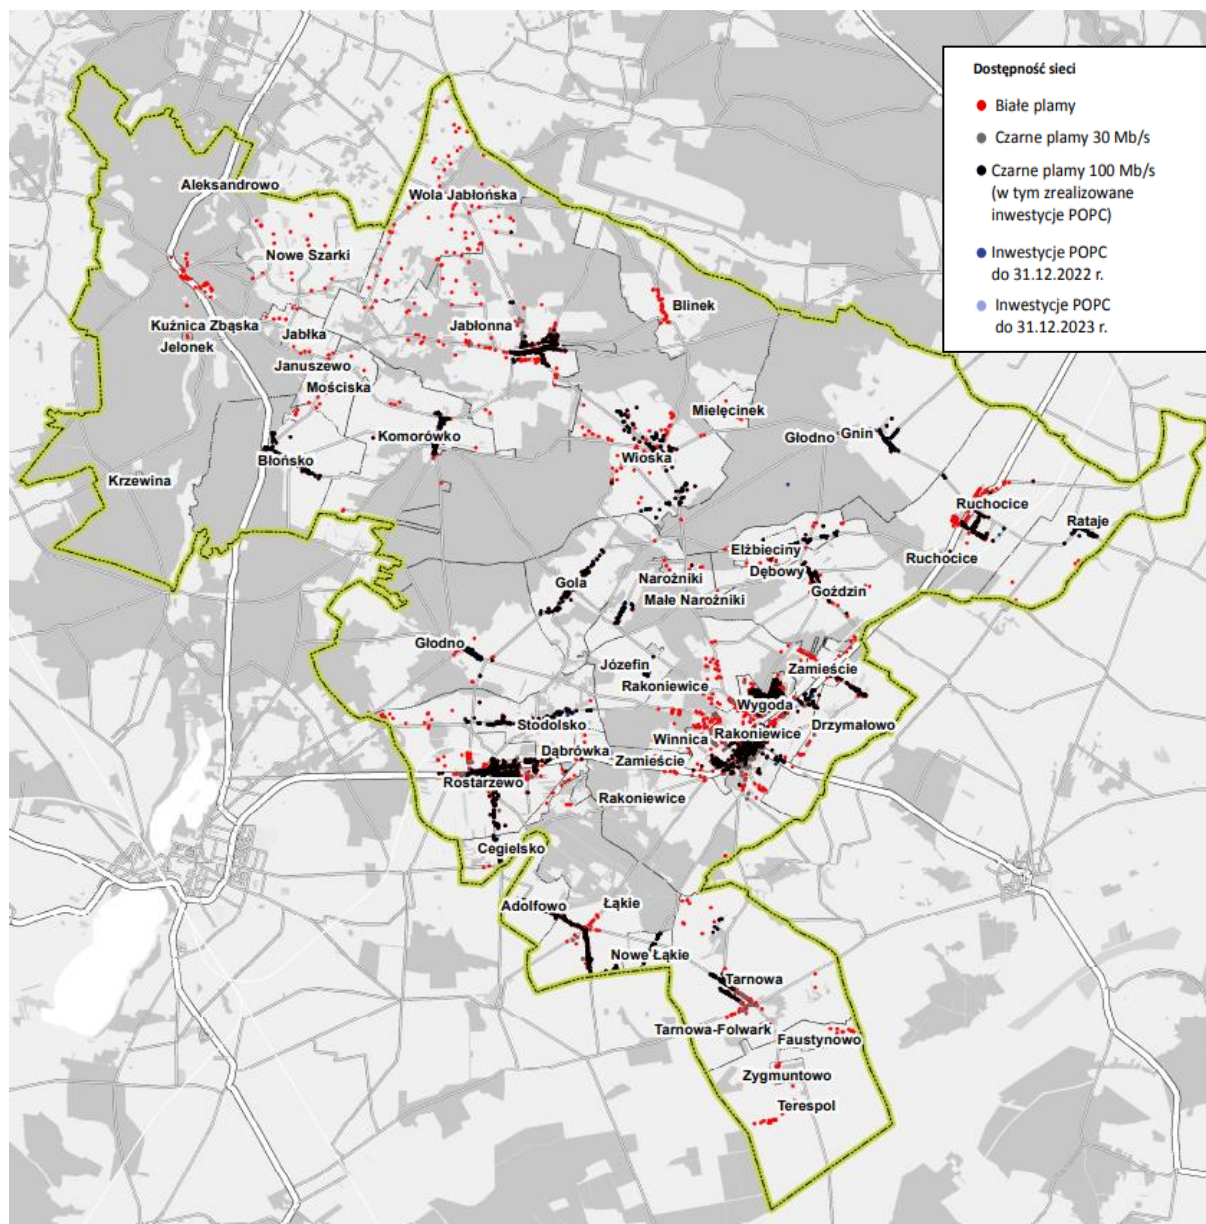 Dostępność sieci
Białe plamy
Czarne plamy 30 Mb/s
Czarne plamy 100 Mb/s
(w tym zrealizowane
inwestycje POPC)
Inwestycje POPC
do 31.12.2022 r.
Inwestycje POPC
do 31.12.2023 r.
Aleksandrowo
Wola Jabłońska
Nowe Szarki
Blinek
Kuźnica Zbąska
Jabłka
Jabłonna
Jelonek
Januszewo
Mościska
Mielęcinek
Komorówko
Głodno
Gnin
Błońsko
Wioska
Krzewina
Ruchocice
Rataje
Elżbieciny
Ruchocice
Dębowy
Gola
Narożniki
Małe Narożniki
Goździn
Głodno
Józefin
Zamieście
Rakoniewice
Wygoda
Stodolsko
Drzymałowo
Winnica
Rakoniewice
Dąbrówka
Zamieście
Rostarzewo
Rakoniewice
Cegielsko
Adolfowo
Łąkie
Nowe Łąkie
Tarnowa
Tarnowa-Folwark
Faustynowo
Zygmuntowo
Terespol